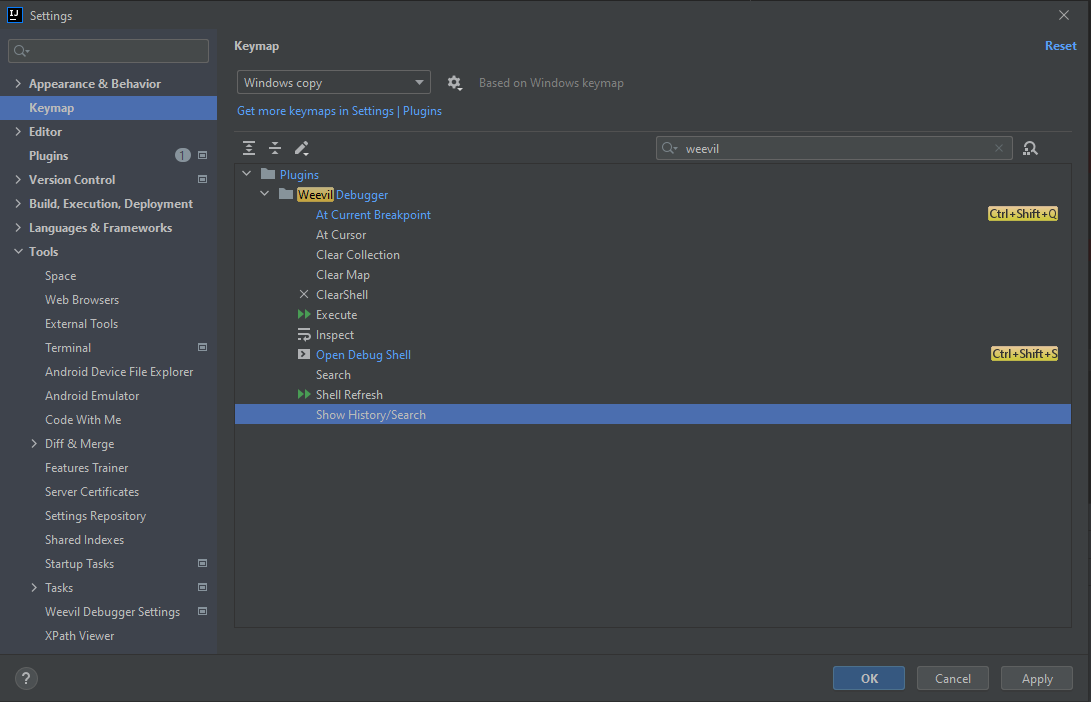 IJ Settings
Keymap
Reset
Appearance & Behavior
Keymap
Editor
Plugins 1
Version Control
Build, Execution, Deployment
Languages & Frameworks
Tools
Space
Web Browsers
External Tools
Terminal
Android Device File Explorer
Android Emulator
Code With Me
Diff & Merge
Features Trainer
Server Certificates
Settings Repository
Shared Indexes
Startup Tasks
Tasks
Weevil Debugger Settings
XPath Viewer
Windows copy
Based on Windows keymap
Get more keymaps in Settings | Plugins
weevil
Plugins
Weevil Debugger
At Current Breakpoint Ctrl+Shift+Q
At Cursor
Clear Collection
Clear Map
ClearShell
Execute
Inspect
Open Debug Shell Ctrl+Shift+S
Search
Shell Refresh
Show History/Search
?
OK
Cancel
Apply